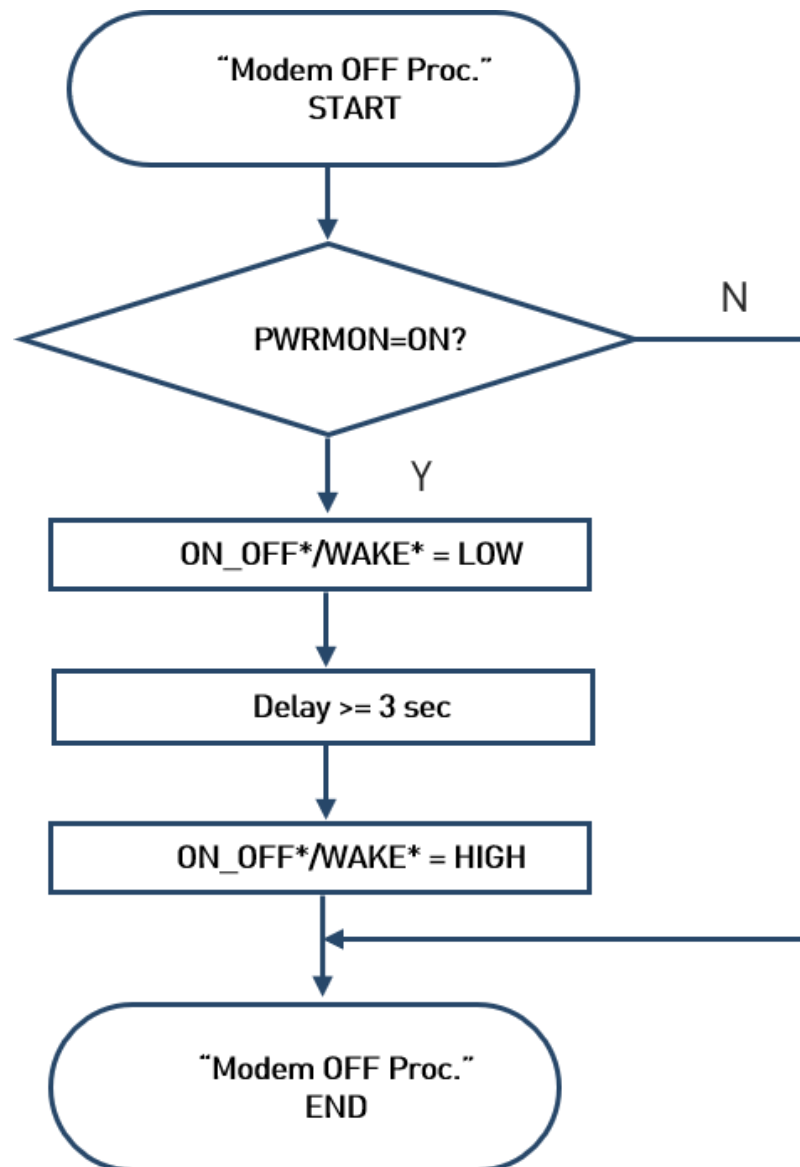 “Modem OFF Proc.”
START
PWRMON=ON?
N
Y
ON_OFF*/WAKE* = LOW
Delay >= 3 sec
ON_OFF*/WAKE* = HIGH
“Modem OFF Proc.”
END